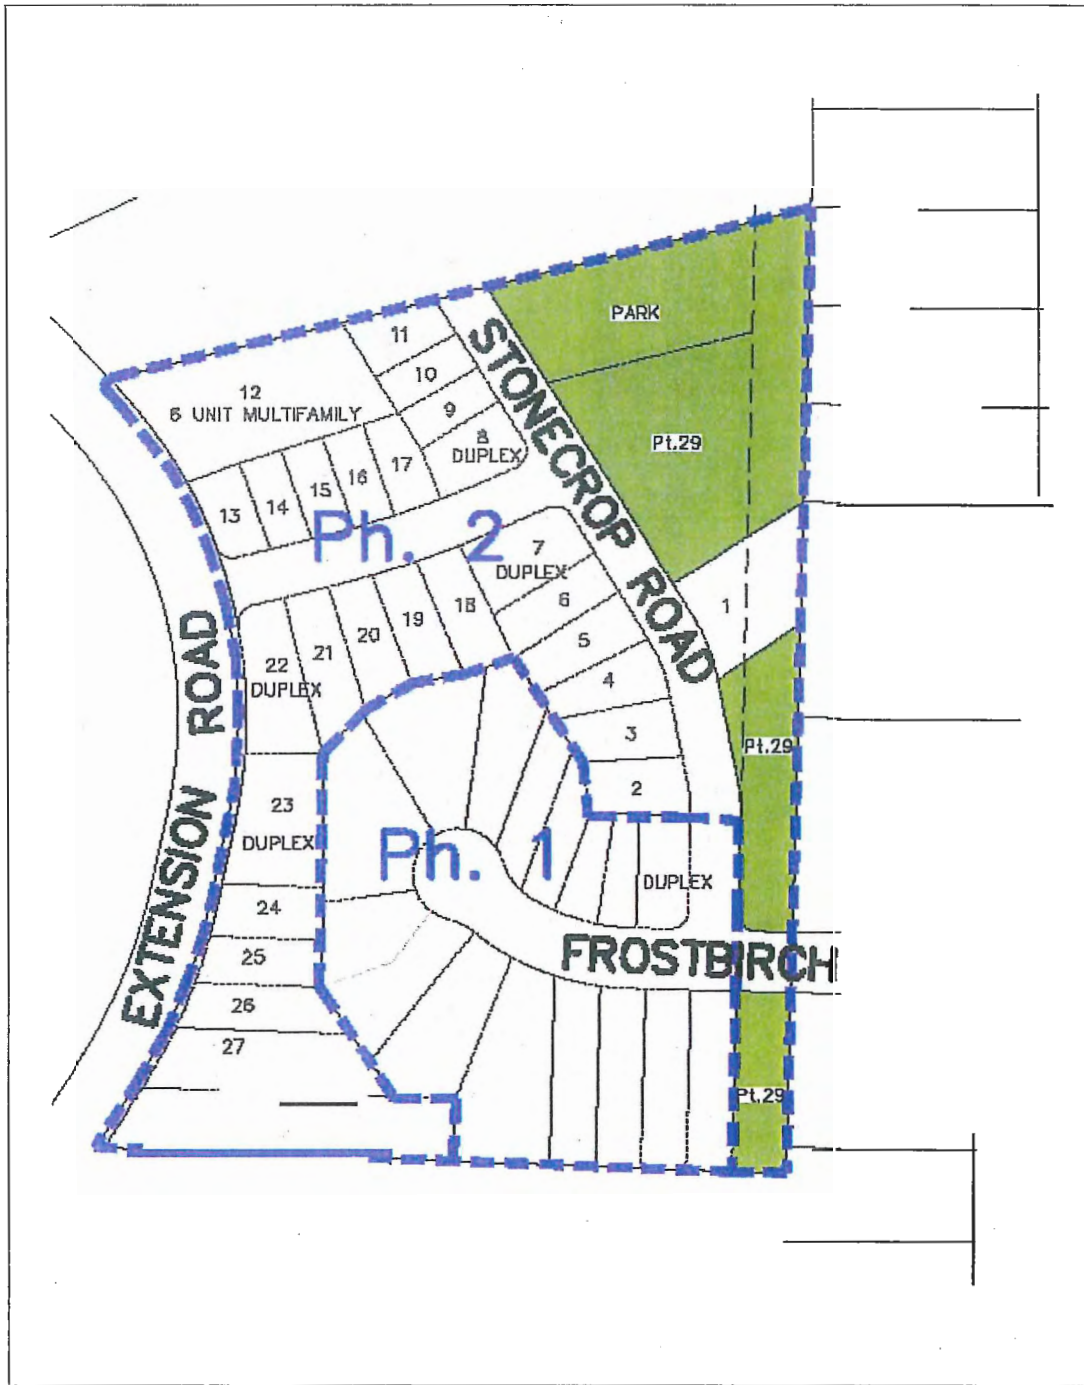 PARK
11
STONECROP ROAD
10
12
6 UNIT MULTIFAMILY
9
8
DUPLEX
Pt.29
17
16
15
14
13
Ph. 2
7
DUPLEX
6
1
18
19
20
21
22
DUPLEX
5
4
3
2
Pt.29
EXTENSION ROAD
23
DUPLEX
Ph. 1
DUPLEX
24
25
26
27
FROSTBIRCH
Pt.29